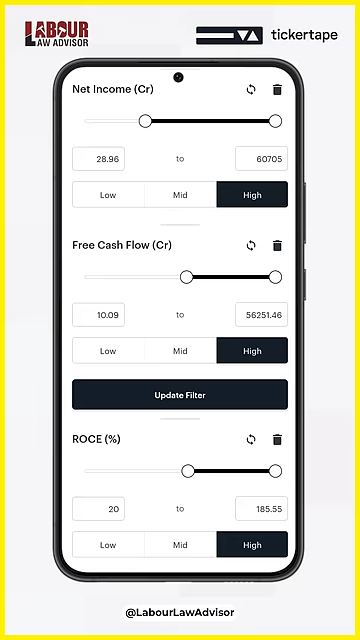 LABOUR
LAW ADVISOR
tickertape
Net Income (Cr)
28.96 to 60705
Low Mid High
Free Cash Flow (Cr)
10.09 to 56251.46
Low Mid High
Update Filter
ROCE (%)
20 to 185.55
Low Mid High
@LabourLawAdvisor